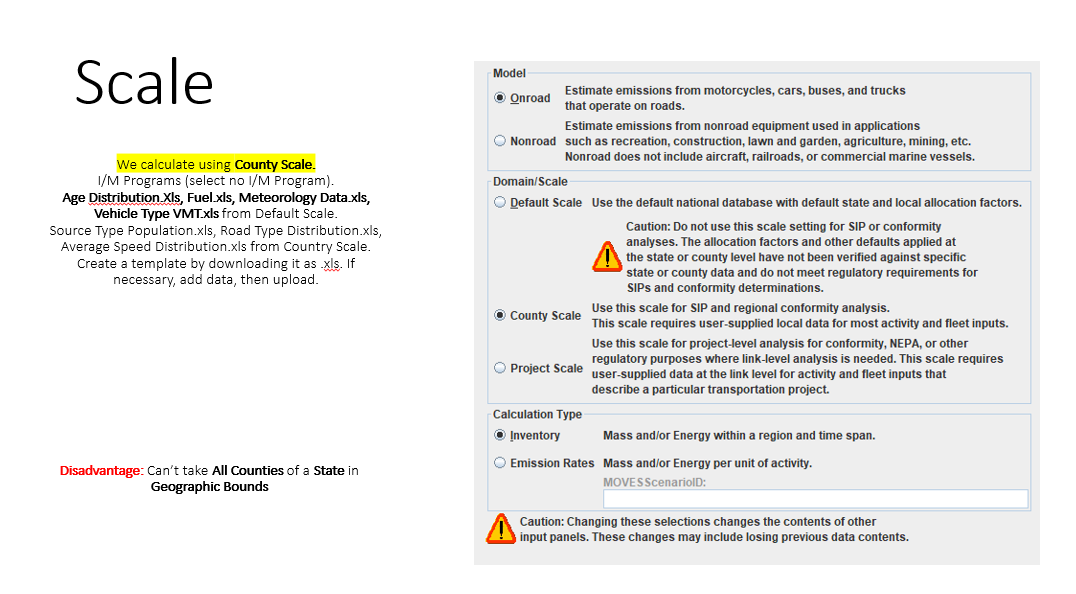 Scale
We calculate using County Scale.
I/M Programs (select no I/M Program).
Age Distribution.Xls, Fuel.xls, Meteorology Data.xls,
Vehicle Type VMT.xls from Default Scale.
Source Type Population.xls, Road Type Distribution.xls,
Average Speed Distribution.xls from Country Scale.
Create a template by downloading it as .xls. If
necessary, add data, then upload.
Disadvantage: Can't take All Counties of a State in
Geographic Bounds
Model
Onroad
Estimate emissions from motorcycles, cars, buses, and trucks
that operate on roads.
Nonroad
Estimate emissions from nonroad equipment used in applications
such as recreation, construction, lawn and garden, agriculture, mining, etc.
Nonroad does not include aircraft, railroads, or commercial marine vessels.
Domain/Scale
Default Scale
Use the default national database with default state and local allocation factors.
Caution: Do not use this scale setting for SIP or conformity
analyses. The allocation factors and other defaults applied at
the state or county level have not been verified against specific
state or county data and do not meet regulatory requirements for
SIPs and conformity determinations.
County Scale
Use this scale for SIP and regional conformity analysis.
This scale requires user-supplied local data for most activity and fleet inputs.
Project Scale
Use this scale for project-level analysis for conformity, NEPA, or other
regulatory purposes where link-level analysis is needed. This scale requires
user-supplied data at the link level for activity and fleet inputs that
describe a particular transportation project.
Calculation Type
Inventory
Mass and/or Energy within a region and time span.
Emission Rates
Mass and/or Energy per unit of activity.
MOVESScenarioID:
Caution: Changing these selections changes the contents of other
input panels. These changes may include losing previous data contents.